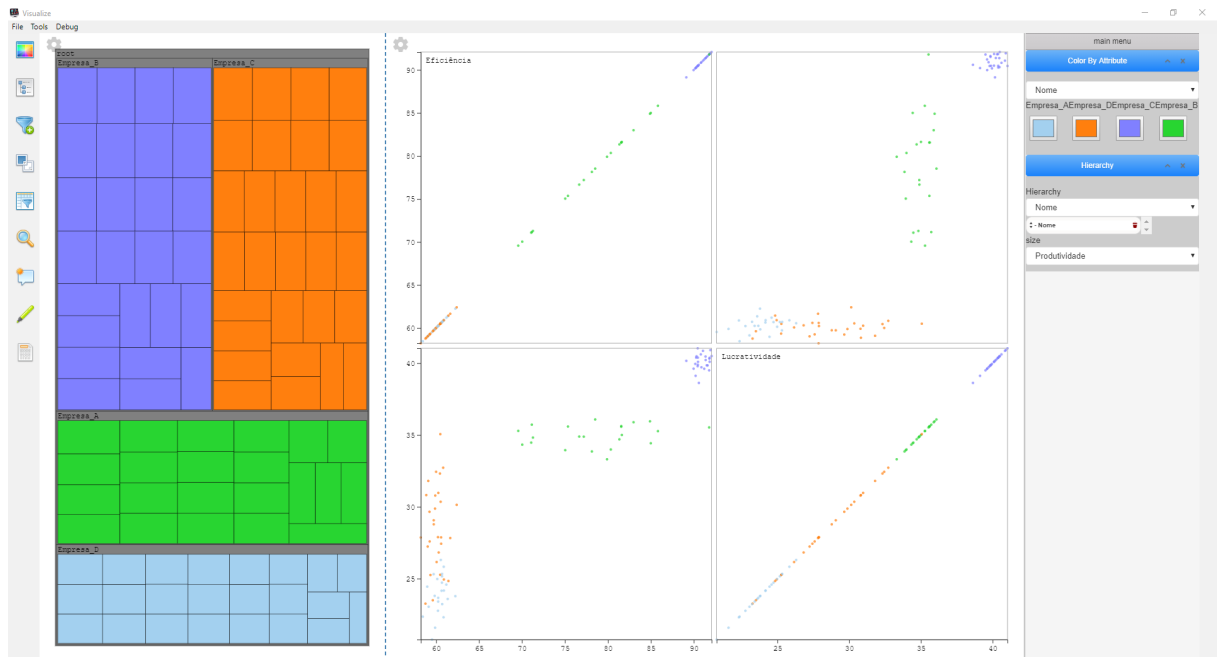 Visualize
File Tools Debug
root
Empresa_B
Empresa_C
Empresa_A
Empresa_D
Eficiência
90
85
80
75
70
65
60
Lucratividade
40
35
30
25
60 65 70 75 80 85 90
25 30 35 40
main menu
Color By Attribute
Nome
Empresa_AEmpresa_DEmpresa_CEmpresa_B
Hierarchy
Hierarchy
Nome
- Nome
size
Produtividade